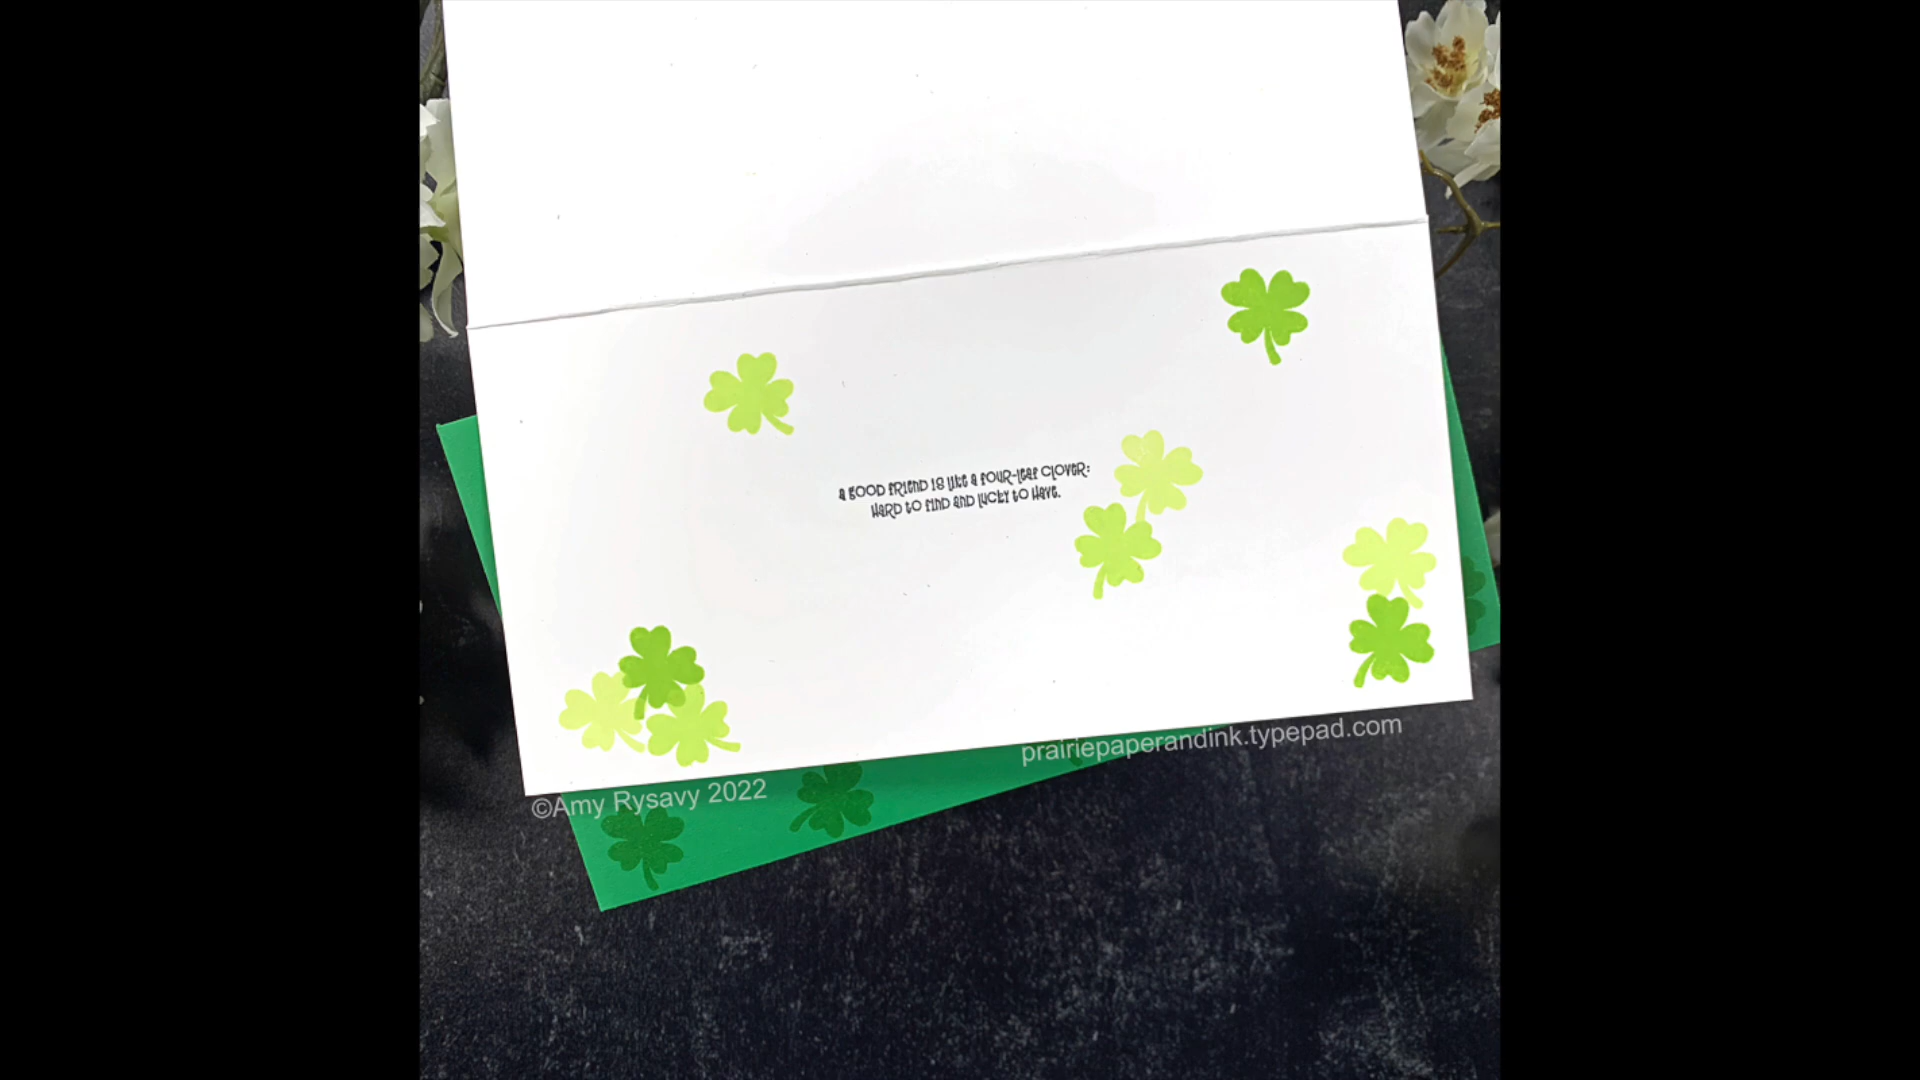 a good friend is like a four-leaf clover:
hard to find and lucky to have.
prairiepaperandink.typepad.com
©Amy Rysavy 2022